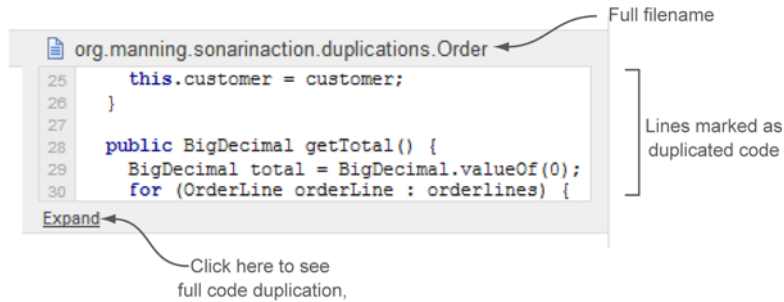 Full filename
org.manning.sonarinaction.duplications.Order
25 this.customer = customer;
26 }
27
28 public BigDecimal getTotal() {
29 BigDecimal total = BigDecimal.valueOf(0);
30 for (OrderLine orderLine : orderlines) {
Lines marked as
duplicated code
Expand
Click here to see
full code duplication,